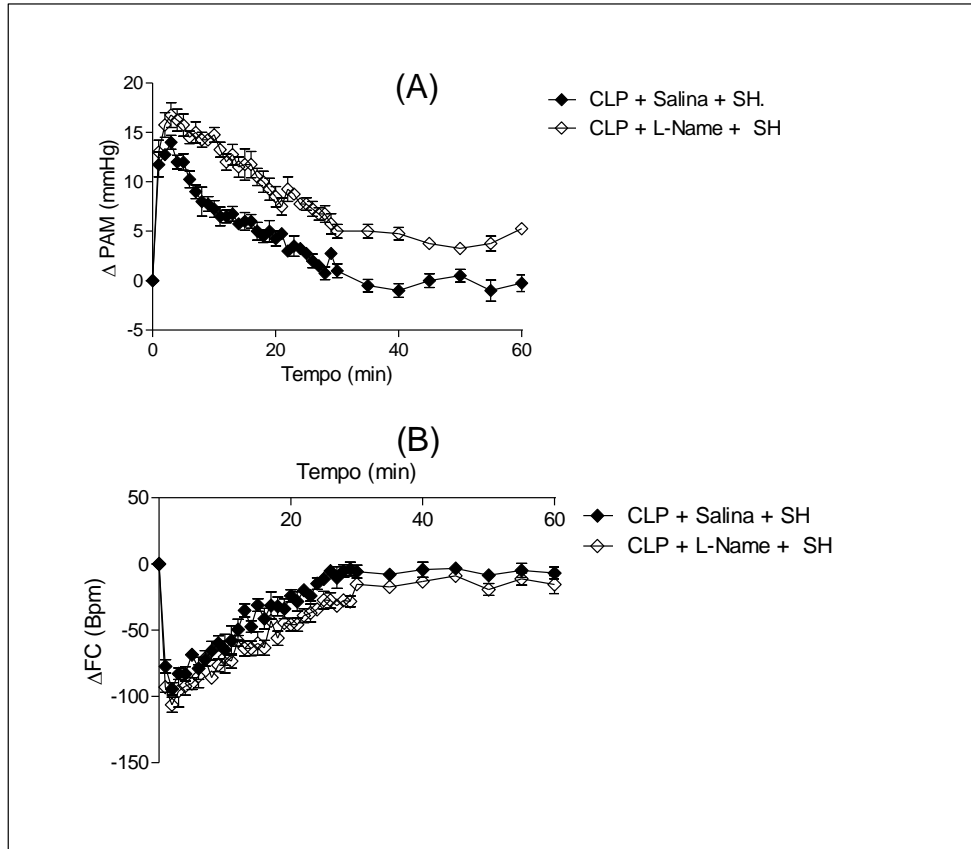 (A)
20
15
10
5
0
-5
Δ PAM (mmHg)
0 20 40 60
Tempo (min)
CLP + Salina + SH.
CLP + L-Name + SH
(B)
Tempo (min)
20 40 60
50
0
-50
-100
-150
ΔFC (Bpm)
CLP + Salina + SH
CLP + L-Name + SH